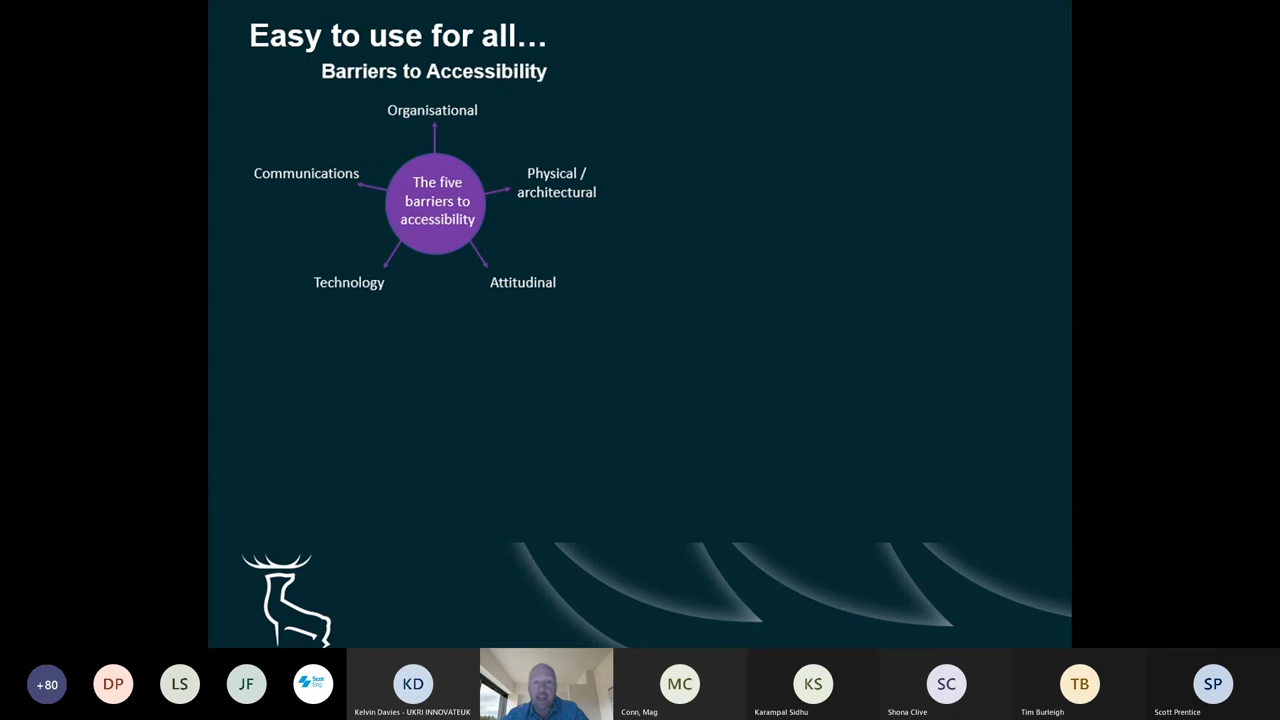 Easy to use for all...
Barriers to Accessibility
Organisational
Communications
Physical /
architectural
The five
barriers to
accessibility
Technology
Attitudinal
+80
DP
LS
JF
Scot
Eng
KD
Kelvin Davies - UKRI INNOVATEUK
MC
Conn, Mag
KS
Karampal Sidhu
SC
Shona Clive
TB
Tim Burleigh
SP
Scott Prentice